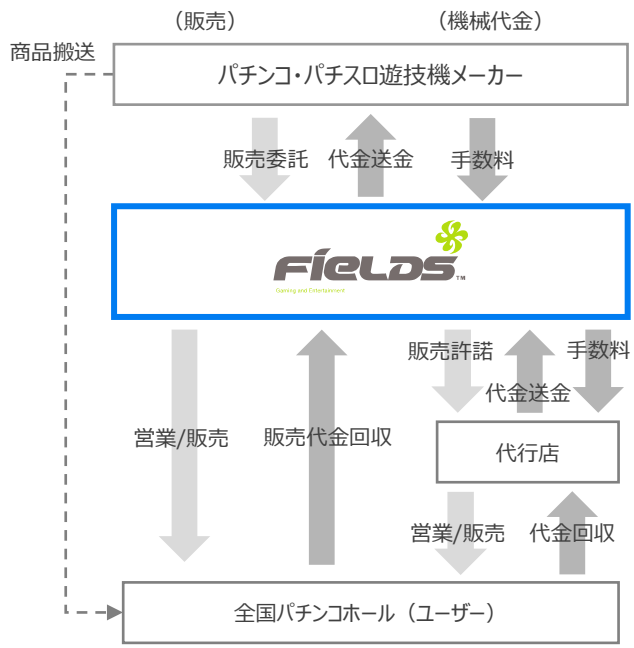 （販売）
（機械代金）
商品搬送
パチンコ・パチスロ遊技機メーカー
販売委託
代金送金
手数料
FIELDS™
Gaming and Entertainment
販売許諾
手数料
代金送金
営業/販売
販売代金回収
代行店
営業/販売
代金回収
全国パチンコホール（ユーザー）